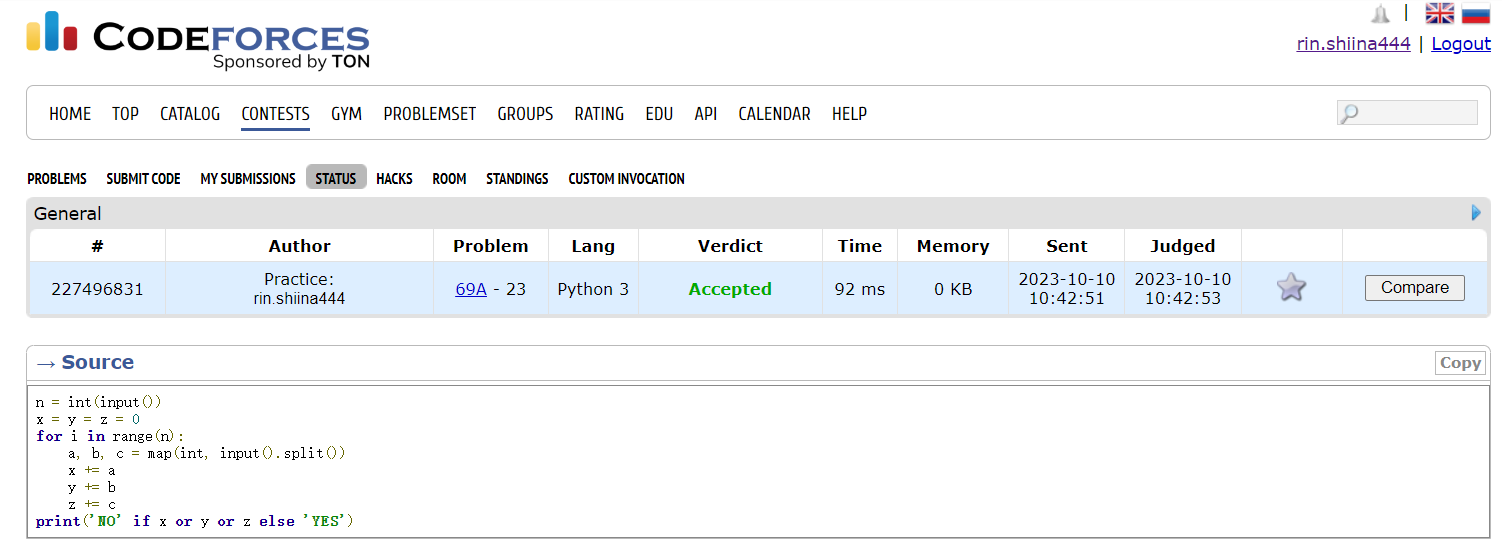 CODEFORCES
Sponsored by TON
|
rin.shiina444 | Logout
HOME TOP CATALOG CONTESTS GYM PROBLEMSET GROUPS RATING EDU API CALENDAR HELP
PROBLEMS SUBMIT CODE MY SUBMISSIONS STATUS HACKS ROOM STANDINGS CUSTOM INVOCATION
General
# Author Problem Lang Verdict Time Memory Sent Judged
227496831 Practice: rin.shiina444 69A - 23 Python 3 Accepted 92 ms 0 KB 2023-10-10 10:42:51 2023-10-10 10:42:53 Compare
→ Source Copy
n = int(input())
x = y = z = 0
for i in range(n):
    a, b, c = map(int, input().split())
    x += a
    y += b
    z += c
print('NO' if x or y or z else 'YES')